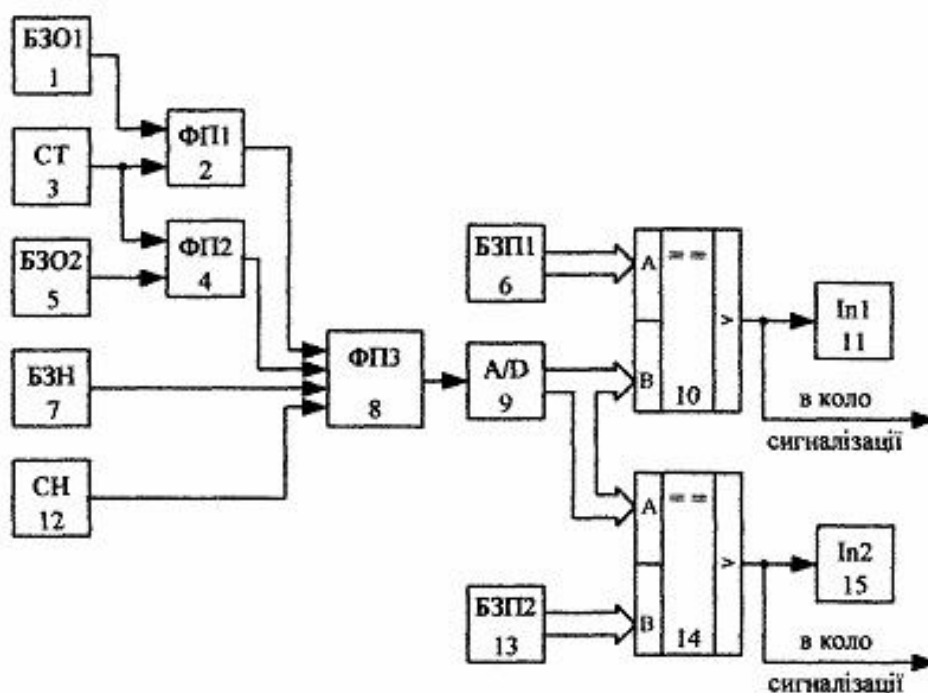 БЗО1
1
СТ
3
БЗО2
5
БЗН
7
СН
12
ФП1
2
ФП2
4
ФП3
8
A/D
9
БЗП1
6
A
==
B
10
>
In1
11
в коло
сигналізації
БЗП2
13
A
==
B
14
>
In2
15
в коло
сигналізації